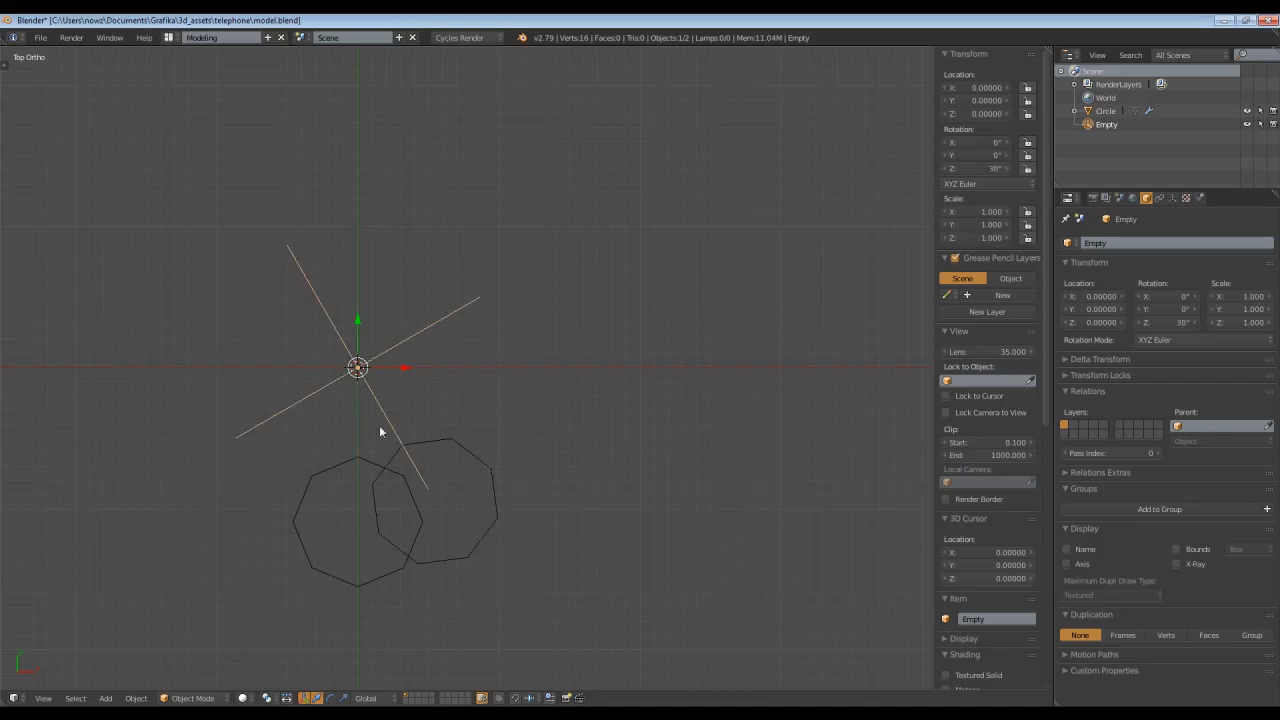 Blender* [C:\Users\nowz\Documents\Grafika\3d_assets\telephone\model.blend]
File Render Window Help Modeling Scene Cycles Render v2.79 | Verts:16 | Faces:0 | Tris:0 | Objects:1/2 | Lamps:0/0 | Mem:11.04M | Empty
Top Ortho
Transform
Location:
X: 0.00000
Y: 0.00000
Z: 0.00000
Rotation:
X: 0°
Y: 0°
Z: 30°
XYZ Euler
Scale:
X: 1.000
Y: 1.000
Z: 1.000
Grease Pencil Layers
Scene Object
New
New Layer
View
Lens: 35.000
Lock to Object:
Lock to Cursor
Lock Camera to View
Clip:
Start: 0.100
End: 1000.000
Local Camera:
Render Border
3D Cursor
Location:
X: 0.00000
Y: 0.00000
Z: 0.00000
Item
Empty
Display
Shading
Textured Solid
View Search All Scenes
Scene
RenderLayers
World
Circle
Empty
Empty
Empty
Transform
Location: Rotation: Scale:
X: 0.00000 X: 0° X: 1.000
Y: 0.00000 Y: 0° Y: 1.000
Z: 0.00000 Z: 30° Z: 1.000
Rotation Mode: XYZ Euler
Delta Transform
Transform Locks
Relations
Layers: Parent:
Object
Pass Index: 0
Relations Extras
Groups
Add to Group
Display
Name Bounds Box
Axis X-Ray
Maximum Dupli Draw Type:
Textured
Duplication
None Frames Verts Faces Group
Motion Paths
Custom Properties
View Select Add Object Object Mode Global